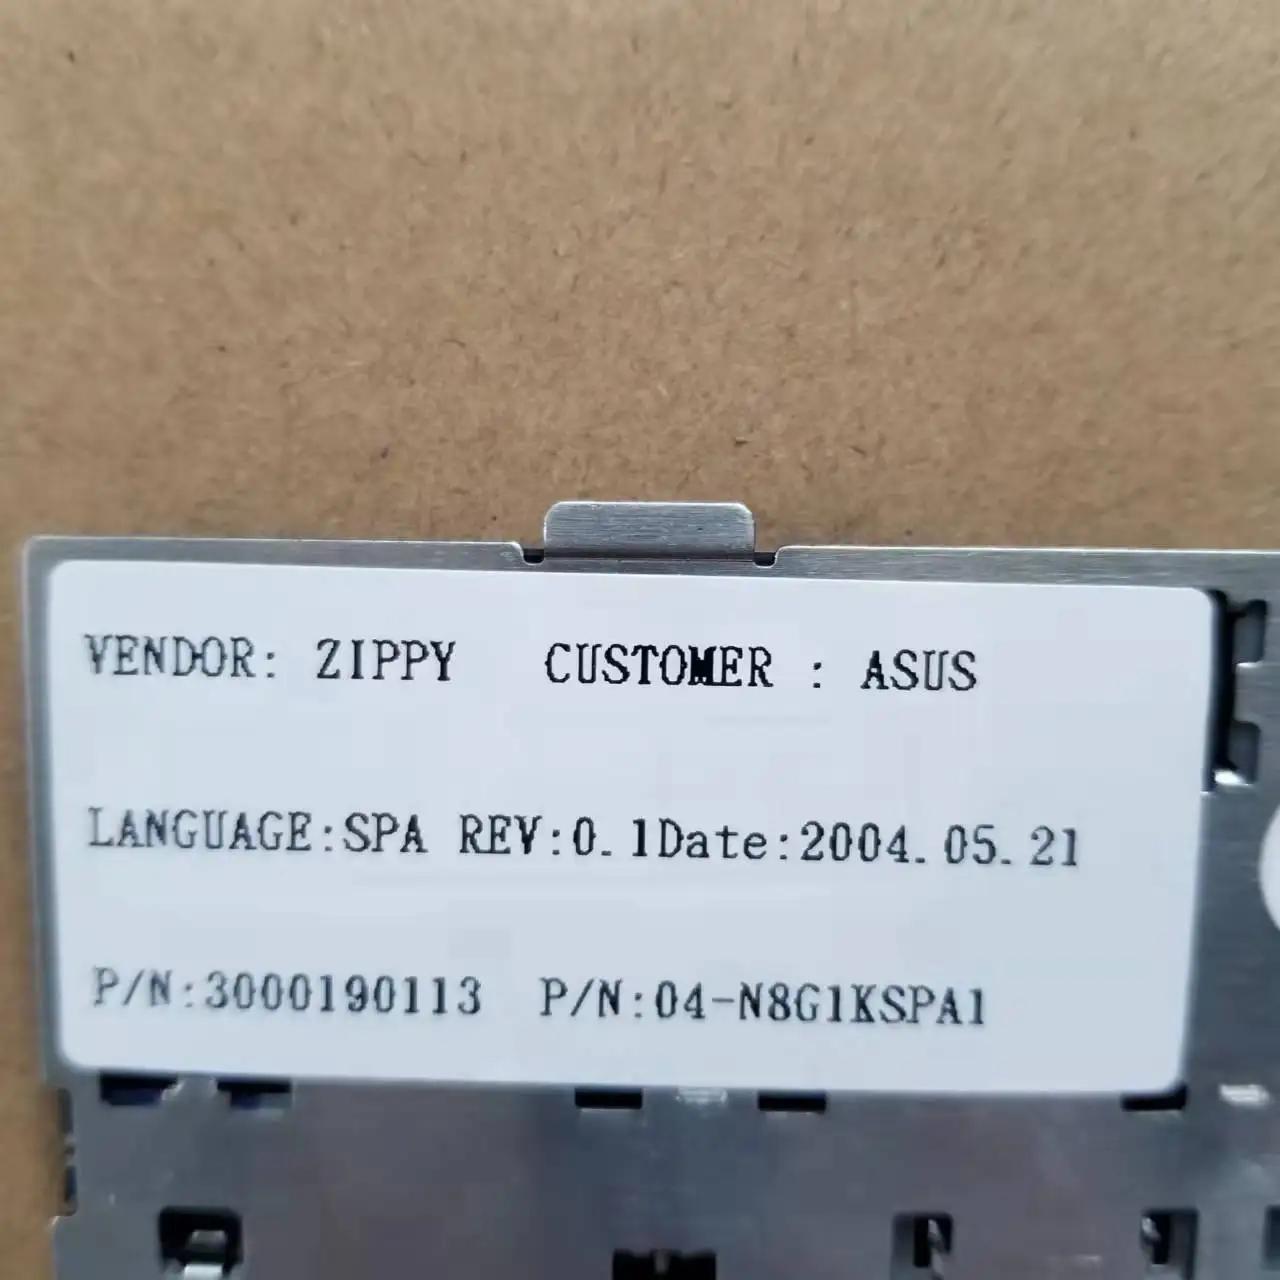 VENDOR: ZIPPY CUSTOMER : ASUS
LANGUAGE:SPA REV:0.1Date:2004.05.21
P/N:3000190113 P/N:04-N8G1KSPA1